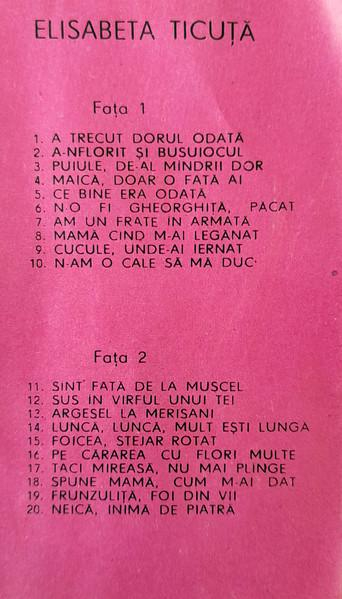 ELISABETA TICUȚĂ
Fața 1
1. A TRECUT DORUL ODATĂ
2. A-NFLORIT ȘI BUSUIOCUL
3. PUIULE, DE-AL MINDRII DOR
4. MAICĂ, DOAR O FATĂ AI
5. CE BINE ERA ODATĂ
6. N-O FI GHEORGHIȚĂ, PĂCAT
7. AM UN FRATE IN ARMATĂ
8. MAMĂ CIND M-AI LEGĂNAT
9. CUCULE, UNDE-AI IERNAT
10. N-AM O CALE SĂ MĂ DUC
Fața 2
11. SINT FATĂ DE LA MUSCEL
12. SUS IN VIRFUL UNUI TEI
13. ARGESEL LA MERISANI
14. LUNCĂ, LUNCĂ, MULT EȘTI LUNGĂ
15. FOICEA, STEJAR ROTAT
16. PE CĂRAREA CU FLORI MULTE
17. TACI MIREASĂ, NU MAI PLINGE
18. SPUNE MAMĂ, CUM M-AI DAT
19. FRUNZULIȚĂ, FOI DIN VII
20. NEICĂ, INIMĂ DE PIATRĂ